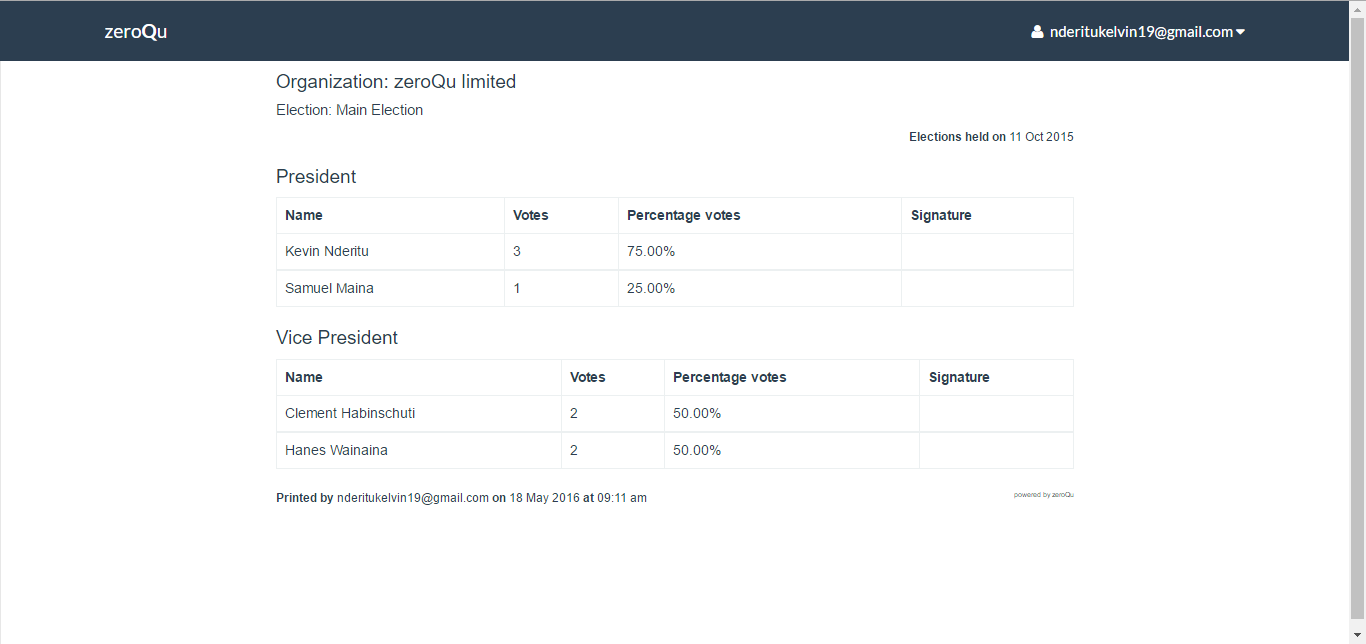 zeroQu
nderitukelvin19@gmail.com
Organization: zeroQu limited
Election: Main Election
Elections held on 11 Oct 2015
President
Name Votes Percentage votes Signature
Kevin Nderitu 3 75.00%
Samuel Maina 1 25.00%
Vice President
Name Votes Percentage votes Signature
Clement Habinschuti 2 50.00%
Hanes Wainaina 2 50.00%
Printed by nderitukelvin19@gmail.com on 18 May 2016 at 09:11 am
powered by zeroQu